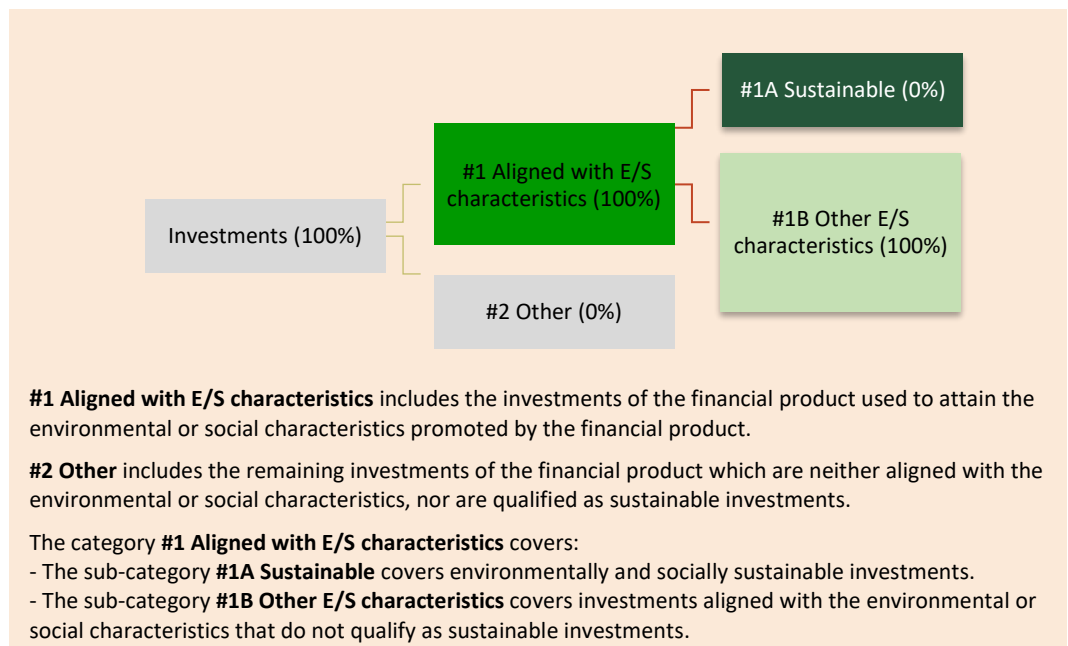 #1A Sustainable (0%)
#1 Aligned with E/S
characteristics (100%)
#1B Other E/S
characteristics (100%)
Investments (100%)
#2 Other (0%)
#1 Aligned with E/S characteristics includes the investments of the financial product used to attain the
environmental or social characteristics promoted by the financial product.
#2 Other includes the remaining investments of the financial product which are neither aligned with the
environmental or social characteristics, nor are qualified as sustainable investments.
The category #1 Aligned with E/S characteristics covers:
- The sub-category #1A Sustainable covers environmentally and socially sustainable investments.
- The sub-category #1B Other E/S characteristics covers investments aligned with the environmental or
social characteristics that do not qualify as sustainable investments.